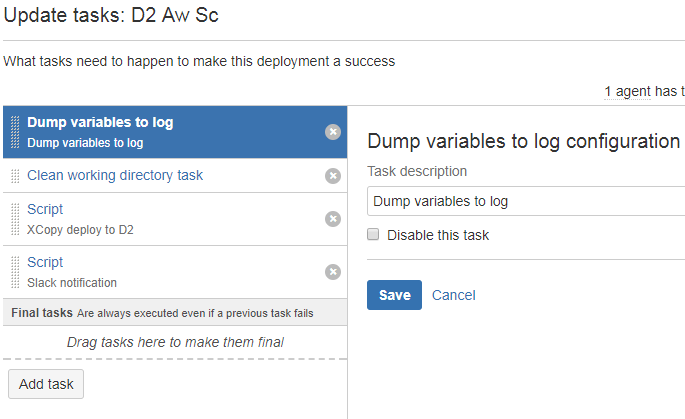 Update tasks: D2 Aw Sc
What tasks need to happen to make this deployment a success
1 agent has t
Dump variables to log
Dump variables to log
Clean working directory task
Script
XCopy deploy to D2
Script
Slack notification
Final tasks Are always executed even if a previous task fails
Drag tasks here to make them final
Add task
Dump variables to log configuration
Task description
Dump variables to log
Disable this task
Save Cancel